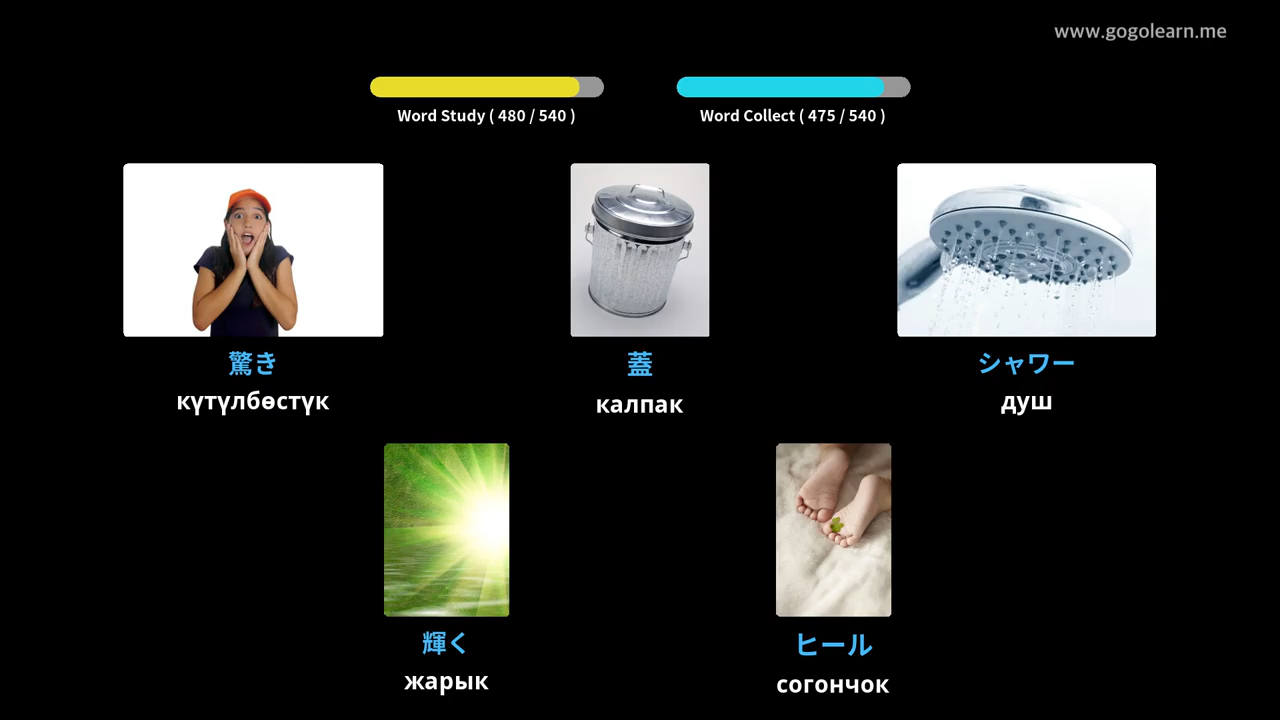 www.gogolearn.me
Word Study ( 480 / 540 )
Word Collect ( 475 / 540 )
驚き
күтүлбөстүк
蓋
калпак
シャワー
душ
輝く
жарык
ヒール
согончок